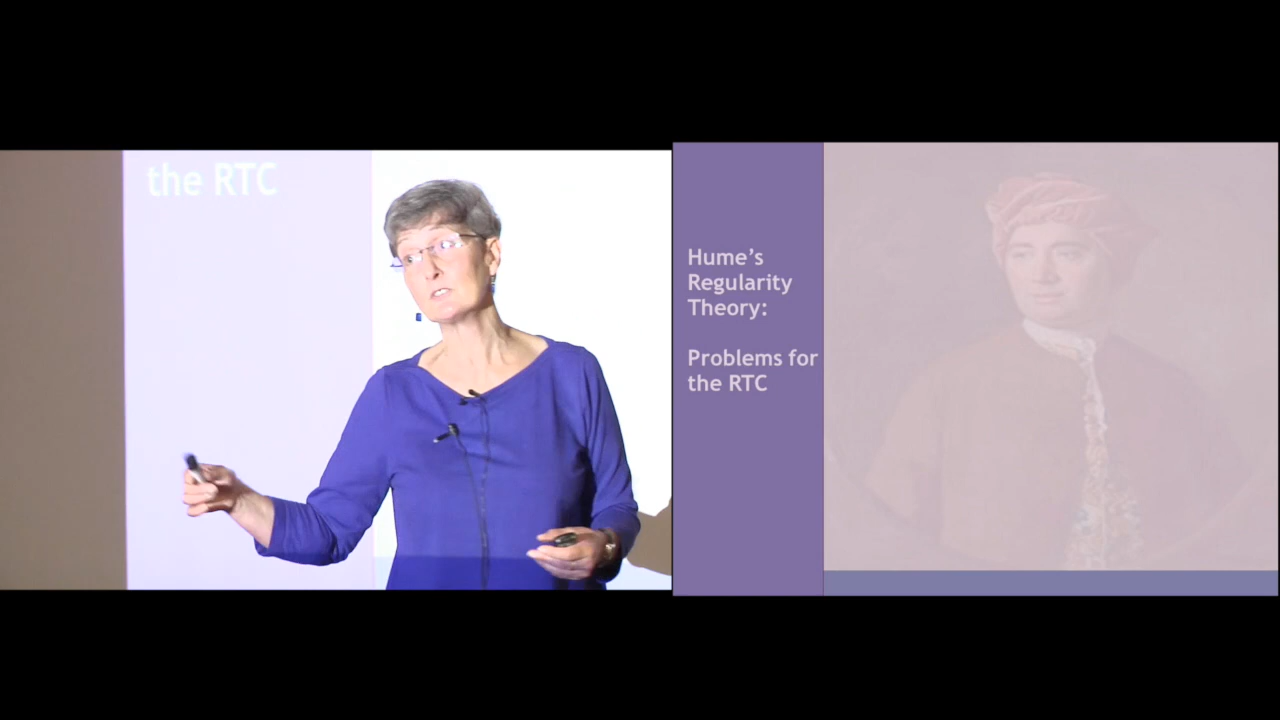 the RTC
Hume's
Regularity
Theory:
Problems for
the RTC